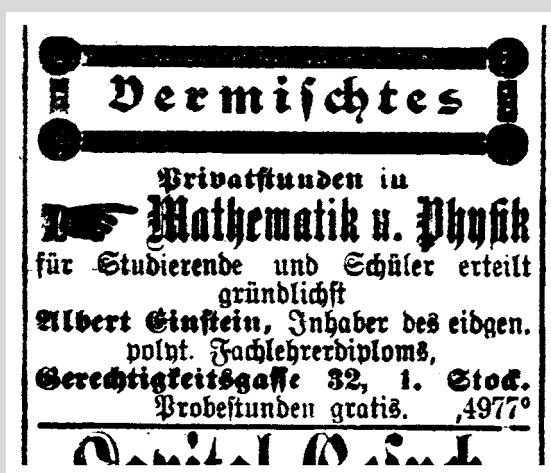 Vermischtes
Privatstunden in
Mathematik u. Physik
für Studierende und Schüler erteilt
gründlichst
Albert Einstein, Inhaber des eidgen.
polyt. Fachlehrerdiploms,
Gerechtigkeitsgasse 32, 1. Stock.
Probestunden gratis. ,4977°